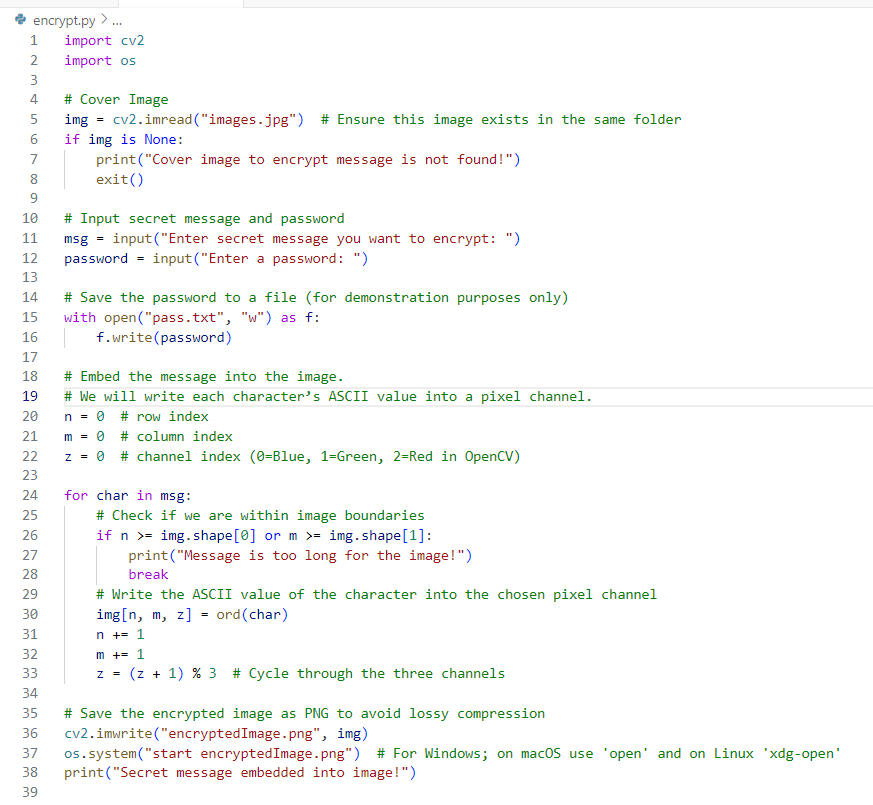 encrypt.py > ...
1 import cv2
2 import os
3
4 # Cover Image
5 img = cv2.imread("images.jpg")  # Ensure this image exists in the same folder
6 if img is None:
7     print("Cover image to encrypt message is not found!")
8     exit()
9
10 # Input secret message and password
11 msg = input("Enter secret message you want to encrypt: ")
12 password = input("Enter a password: ")
13
14 # Save the password to a file (for demonstration purposes only)
15 with open("pass.txt", "w") as f:
16     f.write(password)
17
18 # Embed the message into the image.
19 # We will write each character’s ASCII value into a pixel channel.
20 n = 0  # row index
21 m = 0  # column index
22 z = 0  # channel index (0=Blue, 1=Green, 2=Red in OpenCV)
23
24 for char in msg:
25     # Check if we are within image boundaries
26     if n >= img.shape[0] or m >= img.shape[1]:
27         print("Message is too long for the image!")
28         break
29     # Write the ASCII value of the character into the chosen pixel channel
30     img[n, m, z] = ord(char)
31     n += 1
32     m += 1
33     z = (z + 1) % 3  # Cycle through the three channels
34
35 # Save the encrypted image as PNG to avoid lossy compression
36 cv2.imwrite("encryptedImage.png", img)
37 os.system("start encryptedImage.png")  # For Windows; on macOS use 'open' and on Linux 'xdg-open'
38 print("Secret message embedded into image!")
39